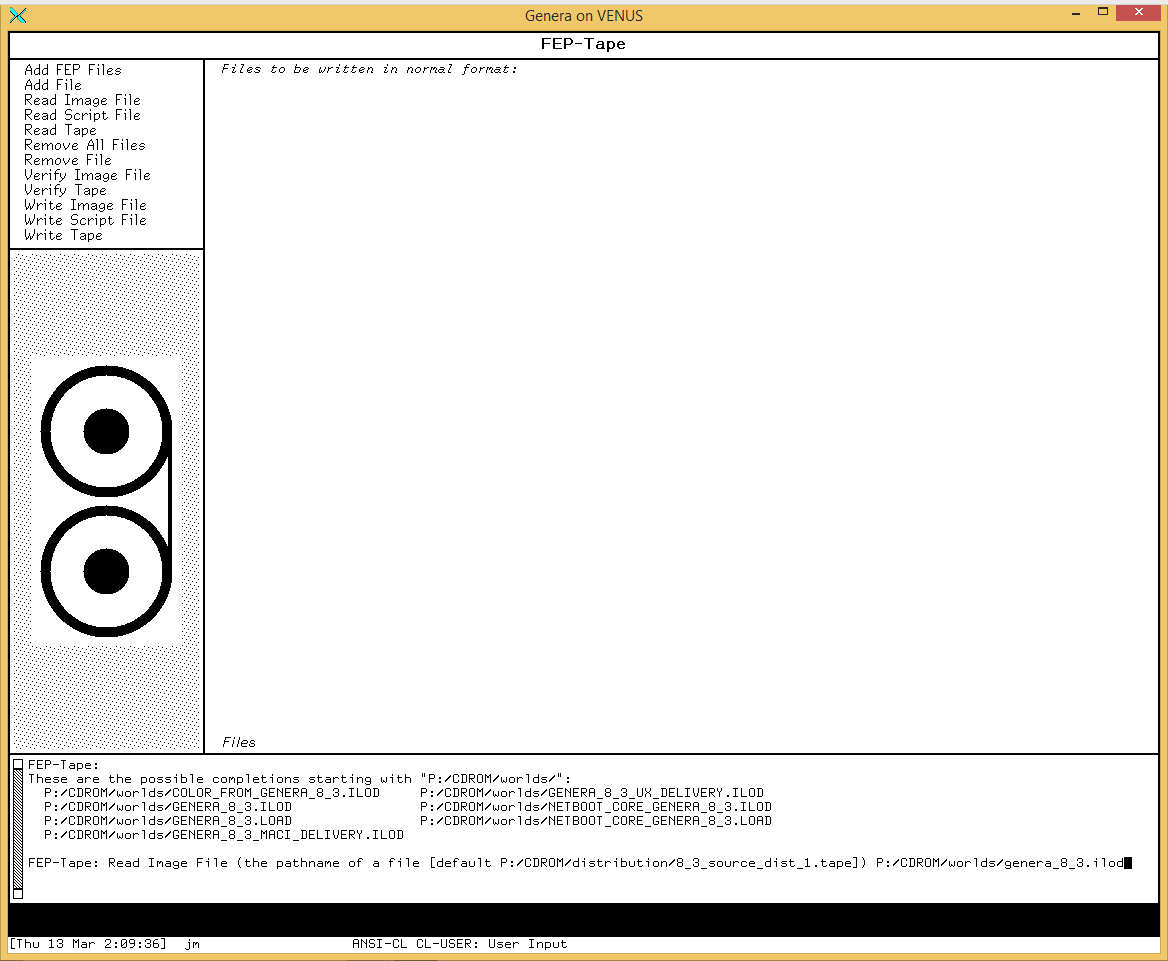 Genera on VENUS
FEP-Tape
Add FEP Files
Add File
Read Image File
Read Script File
Read Tape
Remove All Files
Remove File
Verify Image File
Verify Tape
Write Image File
Write Script File
Write Tape
Files to be written in normal format:
Files
FEP-Tape:
These are the possible completions starting with "P:/CDROM/worlds/":
P:/CDROM/worlds/COLOR_FROM_GENERA_8_3.ILOD P:/CDROM/worlds/GENERA_8_3_UX_DELIVERY.ILOD
P:/CDROM/worlds/GENERA_8_3.ILOD P:/CDROM/worlds/NETBOOT_CORE_GENERA_8_3.ILOD
P:/CDROM/worlds/GENERA_8_3.LOAD P:/CDROM/worlds/NETBOOT_CORE_GENERA_8_3.LOAD
P:/CDROM/worlds/GENERA_8_3_MACI_DELIVERY.ILOD
FEP-Tape: Read Image File (the pathname of a file [default P:/CDROM/distribution/8_3_source_dist_1.tape]) P:/CDROM/worlds/genera_8_3.ilod
[Thu 13 Mar 2:09:36] jm ANSI-CL CL-USER: User Input